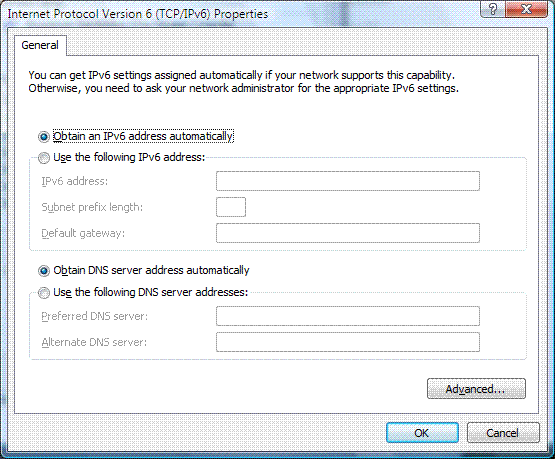 Internet Protocol Version 6 (TCP/IPv6) Properties
?
General
You can get IPv6 settings assigned automatically if your network supports this capability.
Otherwise, you need to ask your network administrator for the appropriate IPv6 settings.
Obtain an IPv6 address automatically
Use the following IPv6 address:
IPv6 address:
Subnet prefix length:
Default gateway:
Obtain DNS server address automatically
Use the following DNS server addresses:
Preferred DNS server:
Alternate DNS server:
Advanced...
OK
Cancel